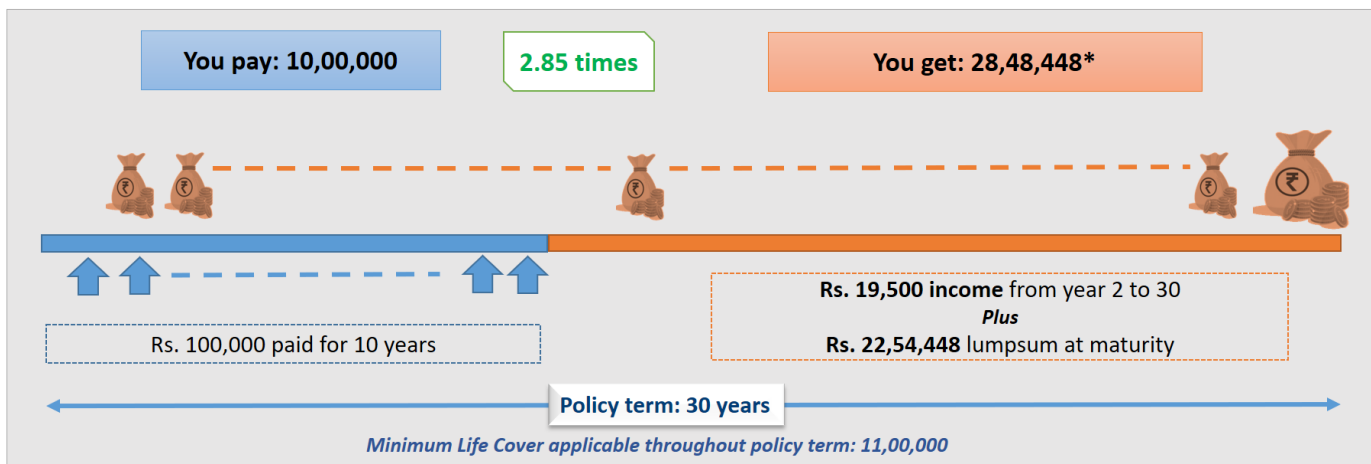 You pay: 10,00,000
2.85 times
You get: 28,48,448*
₹
₹
₹
₹
₹
Rs. 100,000 paid for 10 years
Rs. 19,500 income from year 2 to 30
Plus
Rs. 22,54,448 lumpsum at maturity
Policy term: 30 years
Minimum Life Cover applicable throughout policy term: 11,00,000